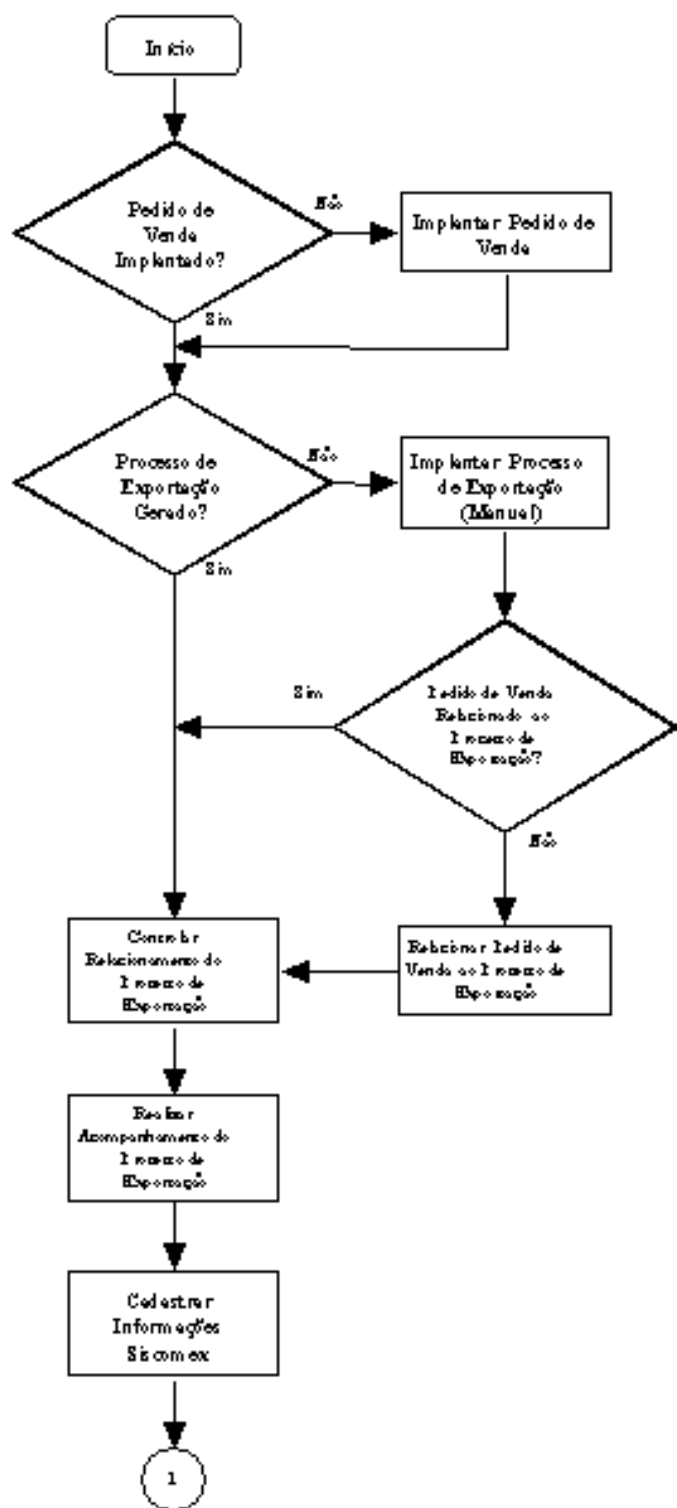 Início
Pedido de
Venda
Implantado?
Não
Implantar Pedido de
Venda
Sim
Processo de
Exportação
Gerado?
Não
Implantar Processo
de Exportação
(Manual)
Sim
Pedido de Venda
Relacionado ao
Processo de
Exportação?
Sim
Não
Controlar
Relacionamento do
Processo de
Exportação
Relacionar Pedido de
Venda ao Processo de
Exportação
Realizar
Acompanhamento do
Processo de
Exportação
Cadastrar
Informações
Siscomex
1